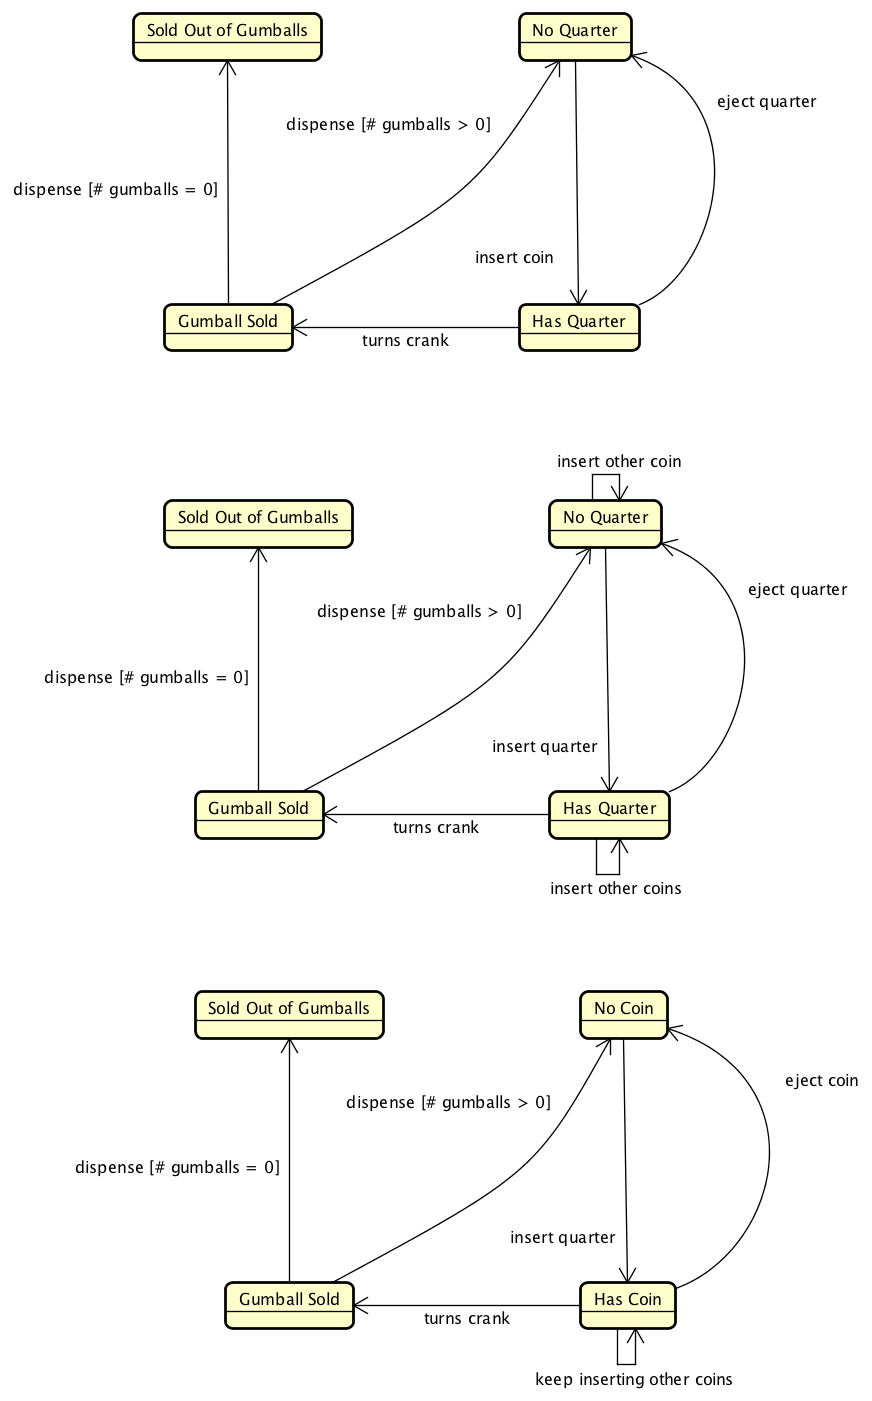 Sold Out of Gumballs
No Quarter
eject quarter
dispense [# gumballs > 0]
dispense [# gumballs = 0]
insert coin
Gumball Sold
Has Quarter
turns crank
insert other coin
Sold Out of Gumballs
No Quarter
eject quarter
dispense [# gumballs > 0]
dispense [# gumballs = 0]
insert quarter
Gumball Sold
Has Quarter
turns crank
insert other coins
Sold Out of Gumballs
No Coin
eject coin
dispense [# gumballs > 0]
dispense [# gumballs = 0]
insert quarter
Gumball Sold
Has Coin
turns crank
keep inserting other coins